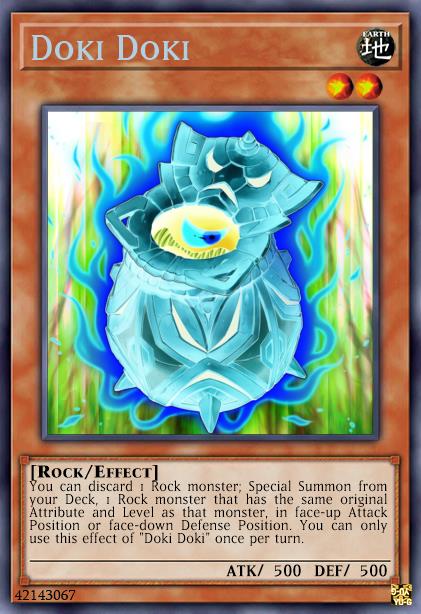 Doki Doki
EARTH
地
[Rock/Effect]
You can discard 1 Rock monster; Special Summon from
your Deck, 1 Rock monster that has the same original
Attribute and Level as that monster, in face-up Attack
Position or face-down Defense Position. You can only
use this effect of "Doki Doki" once per turn.
ATK/ 500 DEF/ 500
42143067